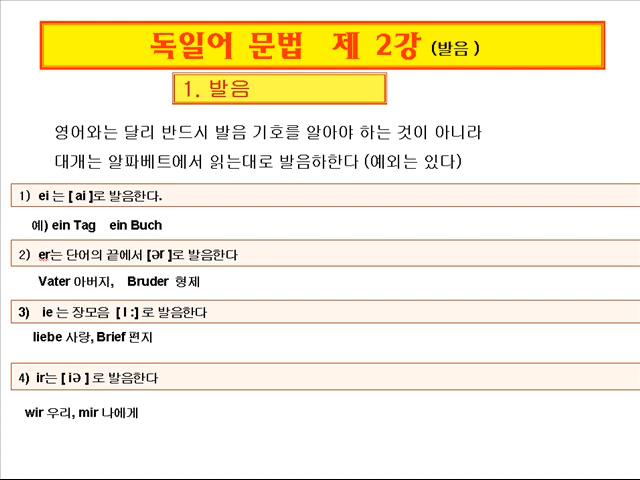 독일어 문법 제 2강 (발음 )
1. 발음
영어와는 달리 반드시 발음 기호를 알아야 하는 것이 아니라
대개는 알파베트에서 읽는대로 발음하한다 (예외는 있다)
1) ei 는 [ ai ]로 발음한다.
예) ein Tag ein Buch
2) er는 단어의 끝에서 [ər ]로 발음한다
Vater 아버지, Bruder 형제
3) ie 는 장모음 [ I :] 로 발음한다
liebe 사랑, Brief 편지
4) ir는 [ iə ] 로 발음한다
wir 우리, mir 나에게